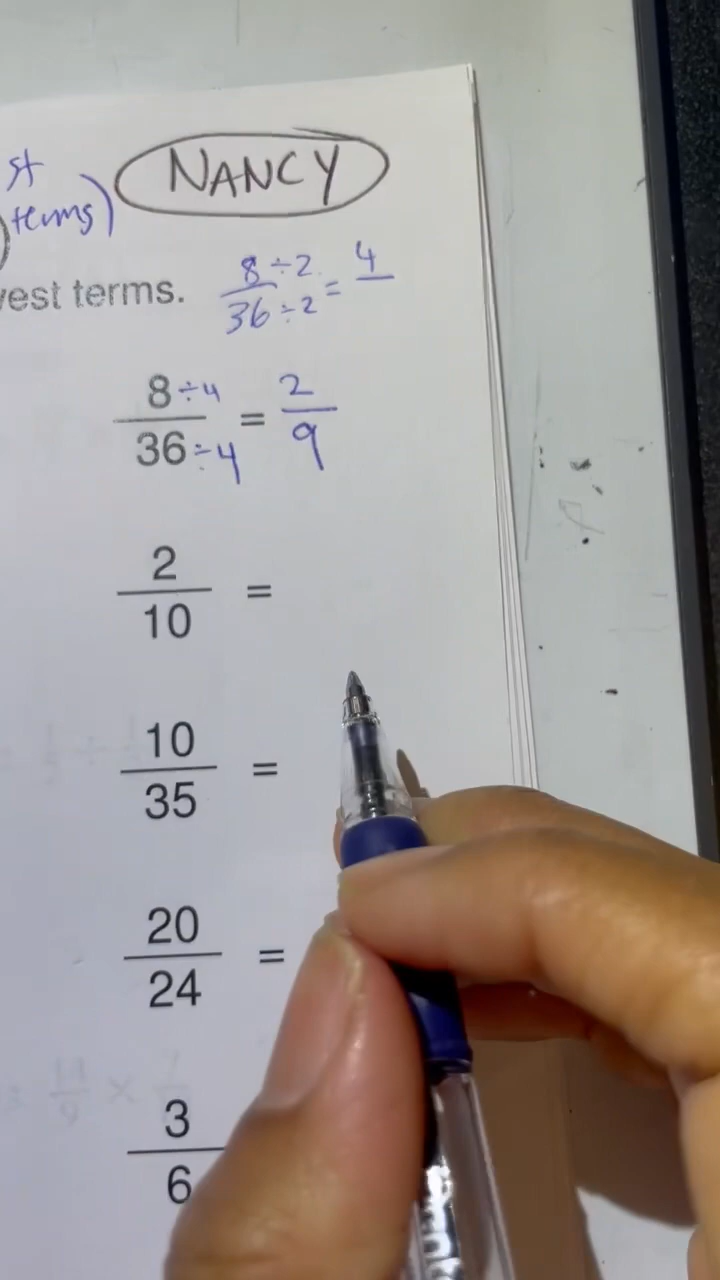 st
terms)
NANCY
west terms.
8 ÷ 2 / 36 ÷ 2 = 4 /
8 ÷ 4 / 36 ÷ 4 = 2 / 9
2 / 10 =
10 / 35 =
20 / 24 =
3 / 6